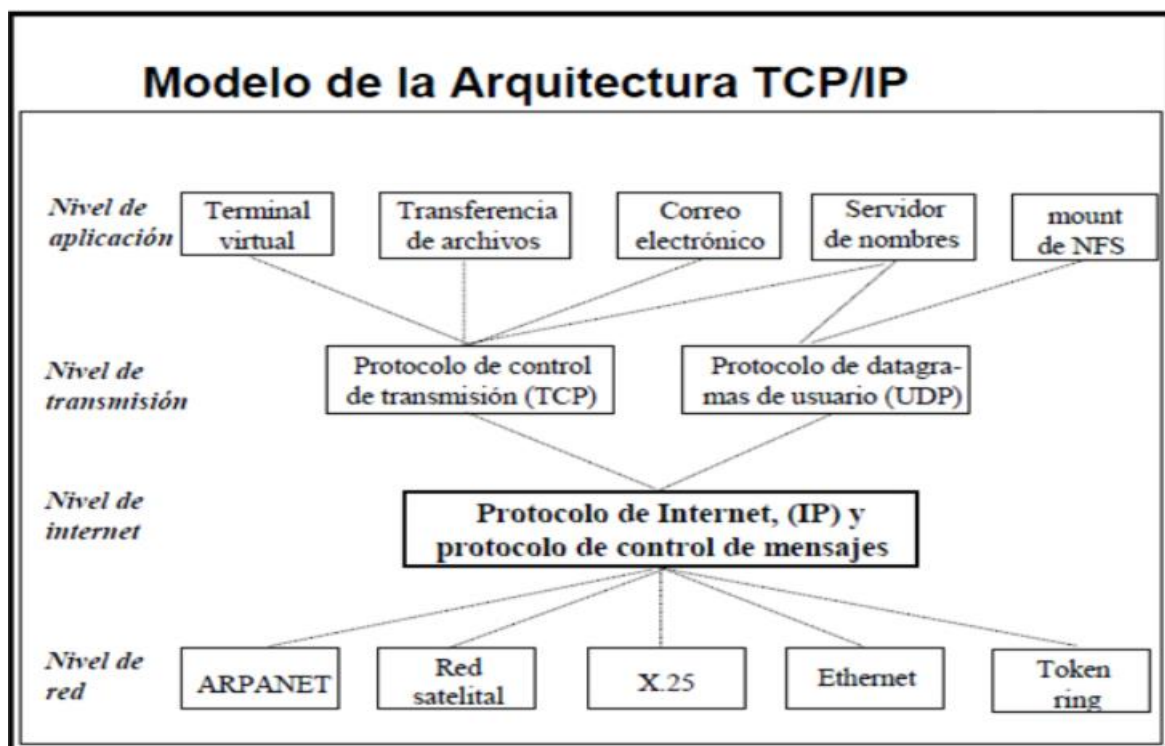 Modelo de la Arquitectura TCP/IP
Nivel de
aplicación
Terminal
virtual
Transferencia
de archivos
Correo
electrónico
Servidor
de nombres
mount
de NFS
Nivel de
transmisión
Protocolo de control
de transmisión (TCP)
Protocolo de datagra-
mas de usuario (UDP)
Nivel de
internet
Protocolo de Internet, (IP) y
protocolo de control de mensajes
Nivel de
red
ARPANET
Red
satelital
X.25
Ethernet
Token
ring